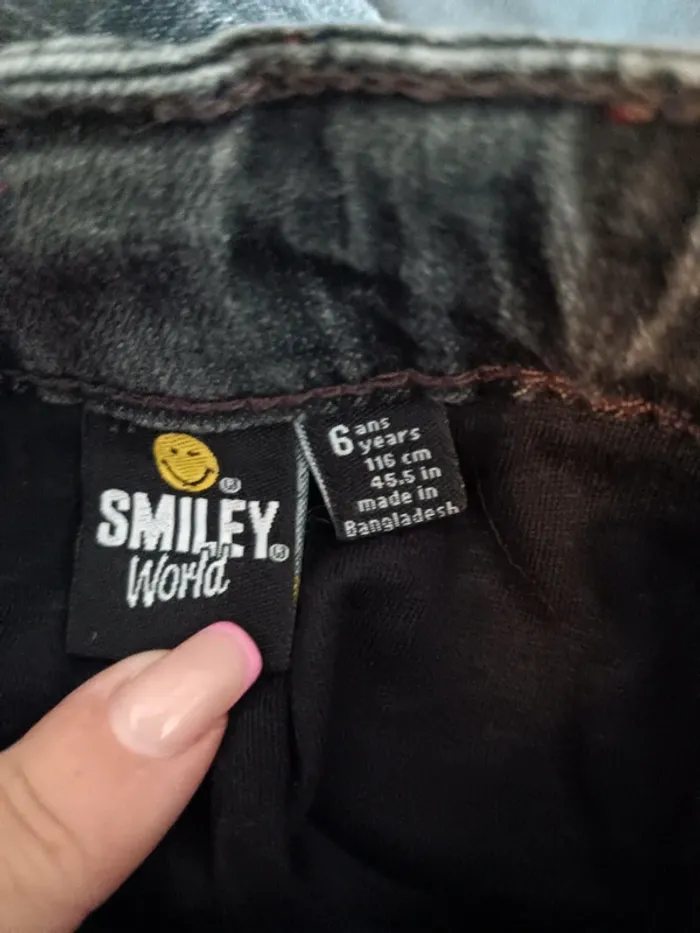 SMILEY
World
6 ans
years
116 cm
45.5 in
made in
Bangladesh